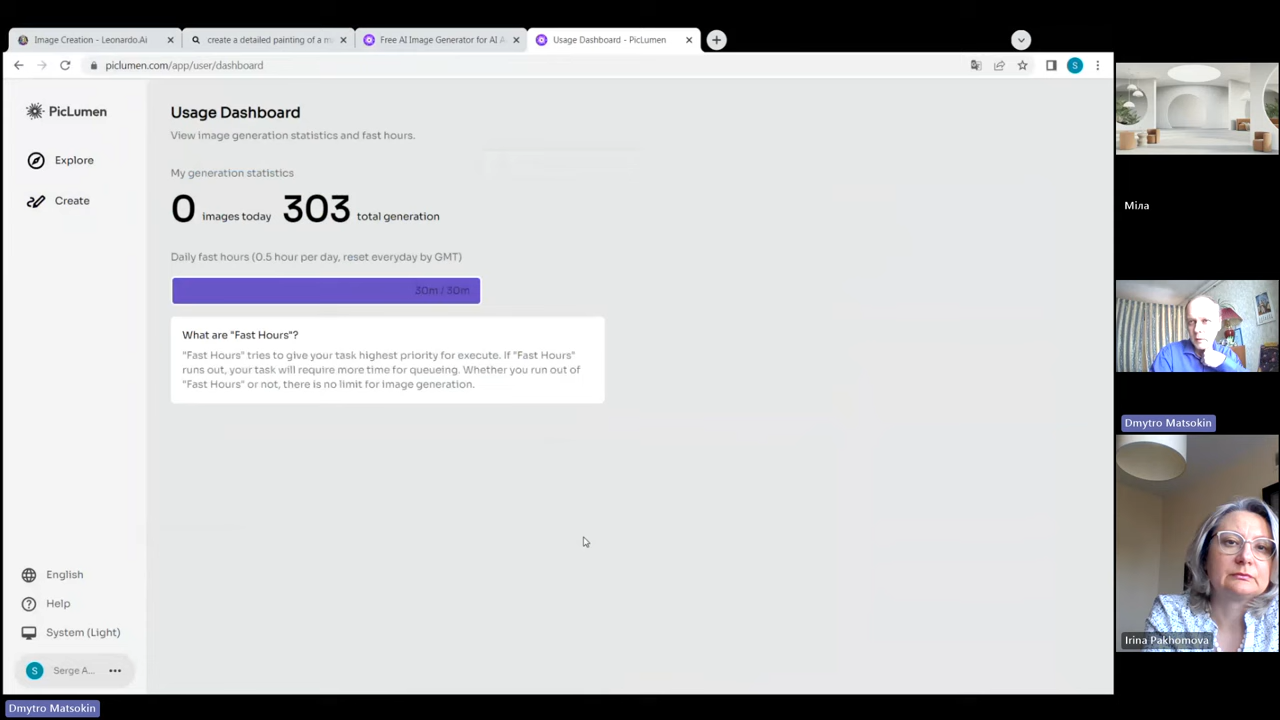 Image Creation - Leonardo.Ai
create a detailed painting of a m
Free AI Image Generator for AI A
Usage Dashboard - PicLumen
piclumen.com/app/user/dashboard
S
PicLumen
Explore
Create
Usage Dashboard
View image generation statistics and fast hours.
My generation statistics
0 images today 303 total generation
Daily fast hours (0.5 hour per day, reset everyday by GMT)
30m / 30m
What are "Fast Hours"?
"Fast Hours" tries to give your task highest priority for execute. If "Fast Hours"
runs out, your task will require more time for queueing. Whether you run out of
"Fast Hours" or not, there is no limit for image generation.
English
Help
System (Light)
S Serge A...
Міла
Dmytro Matsokin
Irina Pakhomova
Dmytro Matsokin